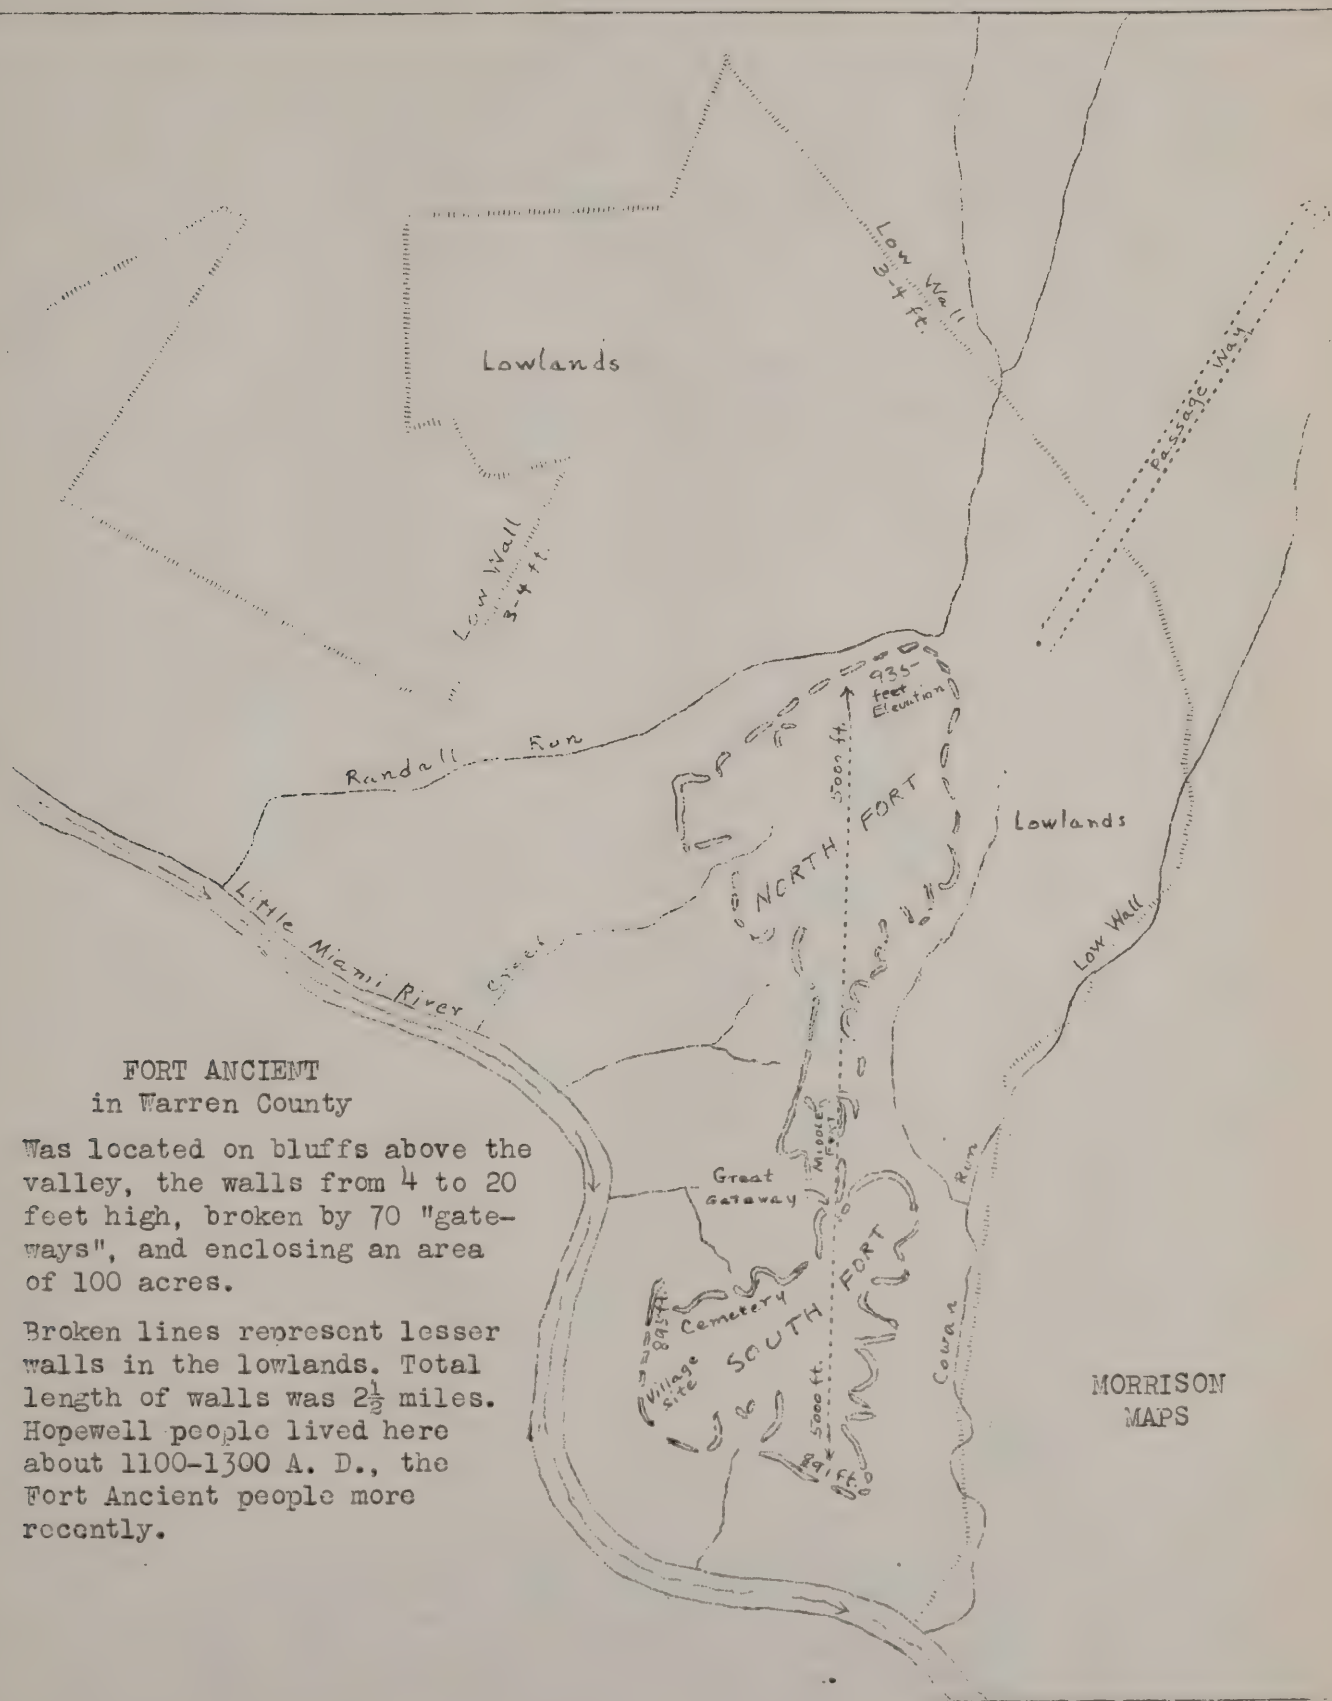 Low Wall
3-4 ft.
Passage Way
Lowlands
Low Wall
3-4 ft.
935-
feet
Elevation
Randall Run
5000 ft.
NORTH FORT
Lowlands
Little Miami River
Creek
Low Wall
FORT ANCIENT
in Warren County
Was located on bluffs above the
valley, the walls from 4 to 20
feet high, broken by 70 "gate-
ways", and enclosing an area
of 100 acres.
Broken lines represent lesser
walls in the lowlands. Total
length of walls was 2½ miles.
Hopewell people lived here
about 1100-1300 A. D., the
Fort Ancient people more
recently.
MIDDLE
FORT
Great
Gateway
Cowan Run
SOUTH FORT
Cemetery
895 ft.
Village
Site
5000 ft.
891 ft.
MORRISON
MAPS